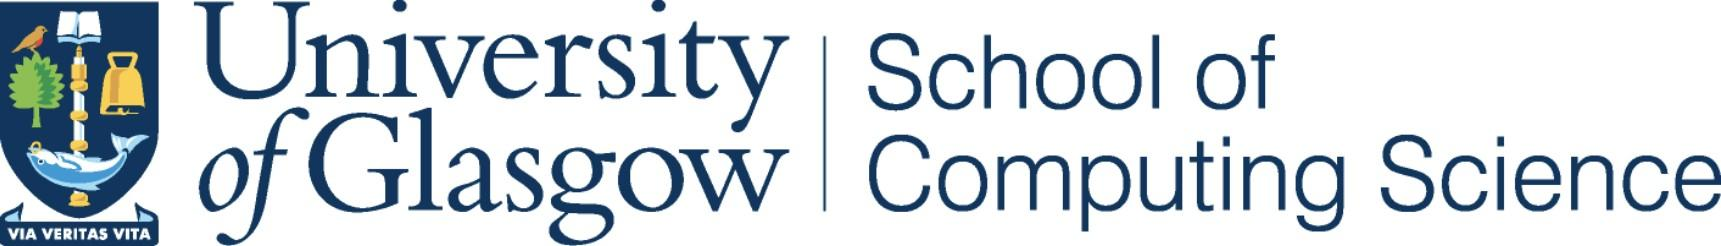 University
of Glasgow
School of
Computing Science
VIA VERITAS VITA